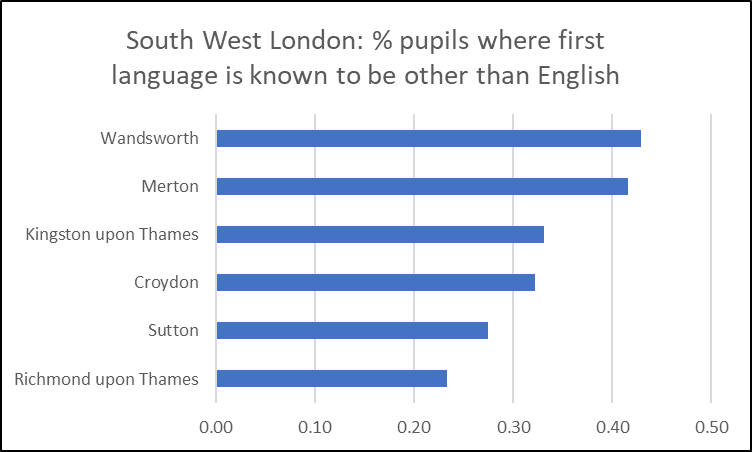 South West London: % pupils where first
language is known to be other than English
Wandsworth
Merton
Kingston upon Thames
Croydon
Sutton
Richmond upon Thames
0.00 0.10 0.20 0.30 0.40 0.50